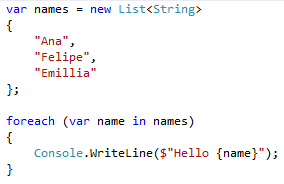 var names = new List<String>
{
    "Ana",
    "Felipe",
    "Emillia"
};

foreach (var name in names)
{
    Console.WriteLine($"Hello {name}");
}